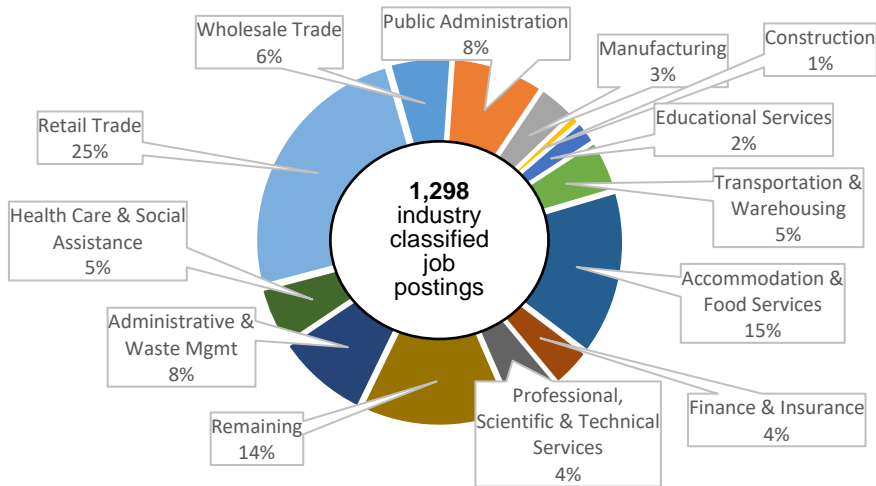 Wholesale Trade
6%
Public Administration
8%
Manufacturing
3%
Construction
1%
Educational Services
2%
Transportation &
Warehousing
5%
Accommodation &
Food Services
15%
Finance & Insurance
4%
Professional,
Scientific & Technical
Services
4%
Remaining
14%
Administrative &
Waste Mgmt
8%
Health Care & Social
Assistance
5%
Retail Trade
25%
1,298
industry
classified
job
postings